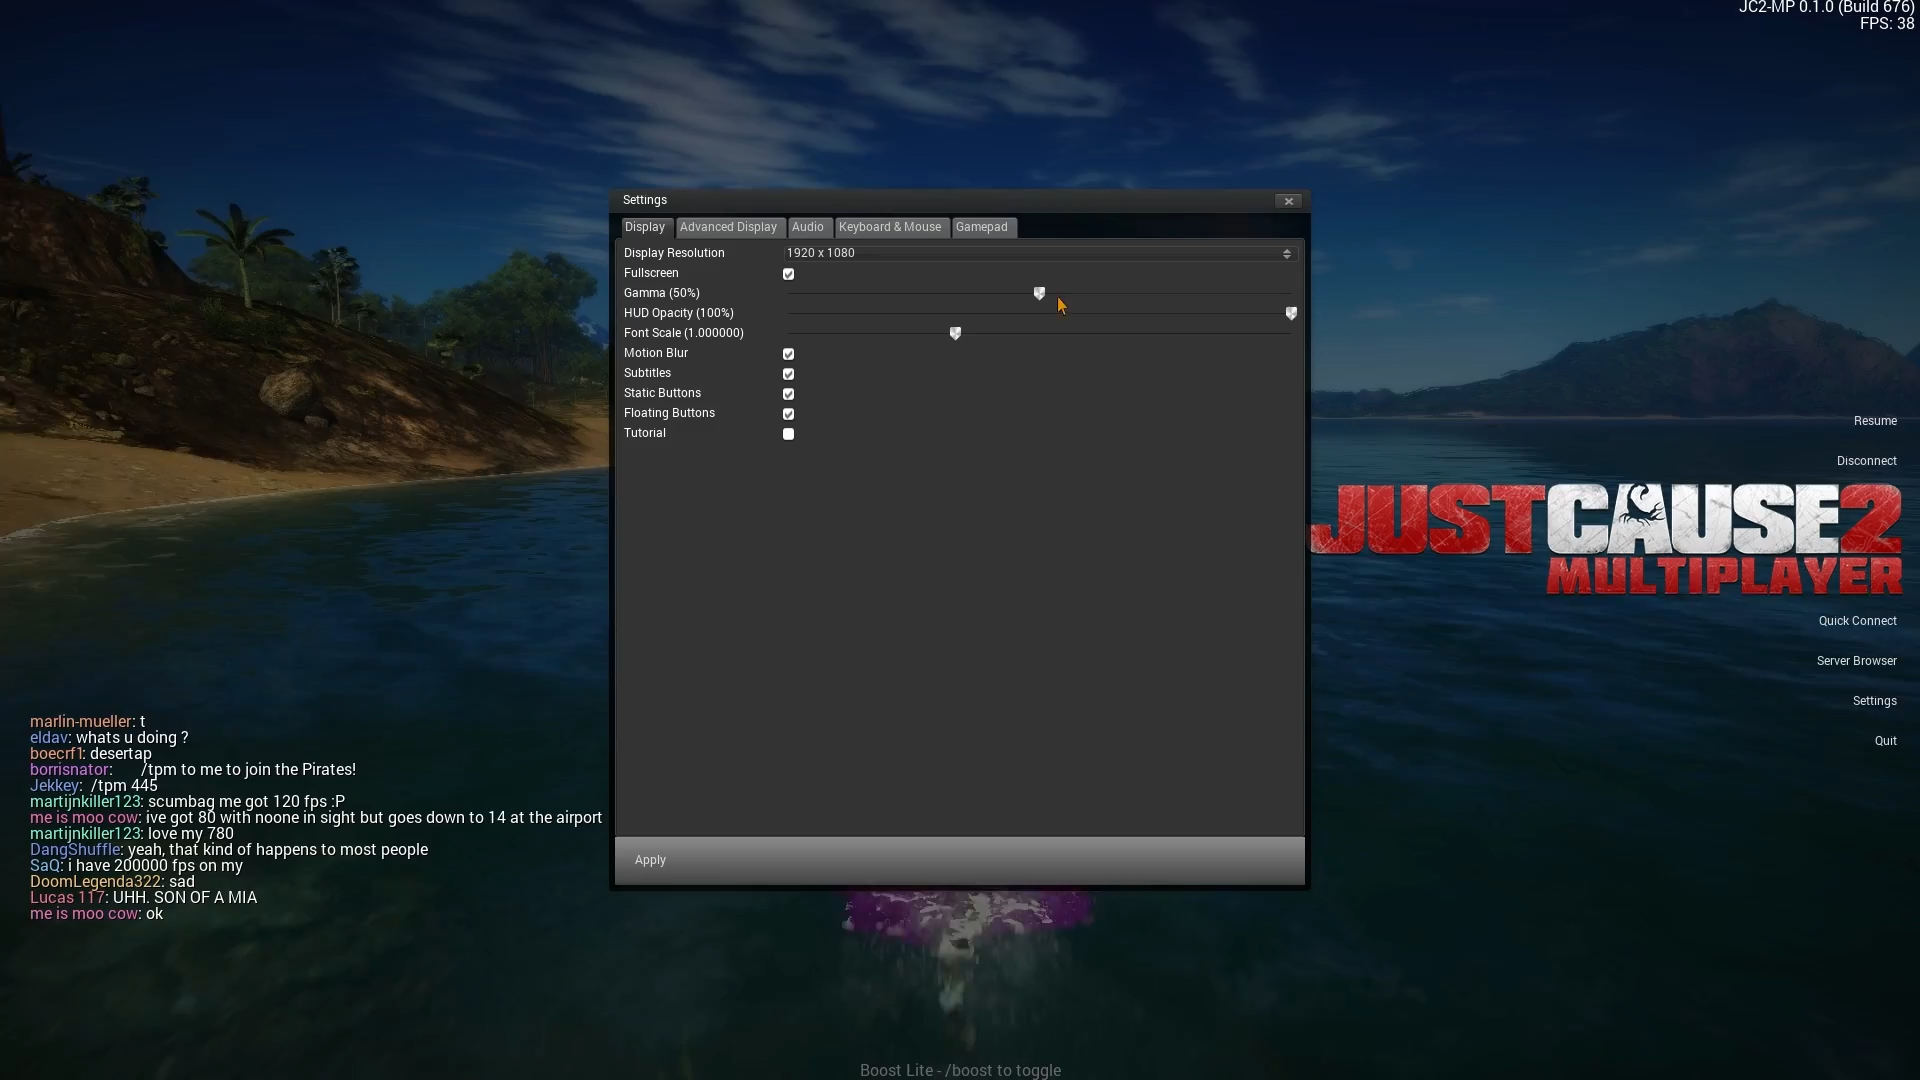 JC2-MP 0.1.0 (Build 676)
FPS: 38
Settings
Display
Advanced Display
Audio
Keyboard & Mouse
Gamepad
Display Resolution
1920 x 1080
Fullscreen
Gamma (50%)
HUD Opacity (100%)
Font Scale (1.000000)
Motion Blur
Subtitles
Static Buttons
Floating Buttons
Tutorial
Apply
Resume
Disconnect
JUST CAUSE 2
MULTIPLAYER
Quick Connect
Server Browser
Settings
Quit
marlin-mueller: t
eldav: whats u doing ?
boecrf1: desertap
borrisnator: /tpm to me to join the Pirates!
Jekkey: /tpm 445
martijnkiller123: scumbag me got 120 fps :P
me is moo cow: ive got 80 with noone in sight but goes down to 14 at the airport
martijnkiller123: love my 780
DangShuffle: yeah, that kind of happens to most people
SaQ: i have 200000 fps on my
DoomLegenda322: sad
Lucas 117: UHH. SON OF A MIA
me is moo cow: ok
Boost Lite - /boost to toggle